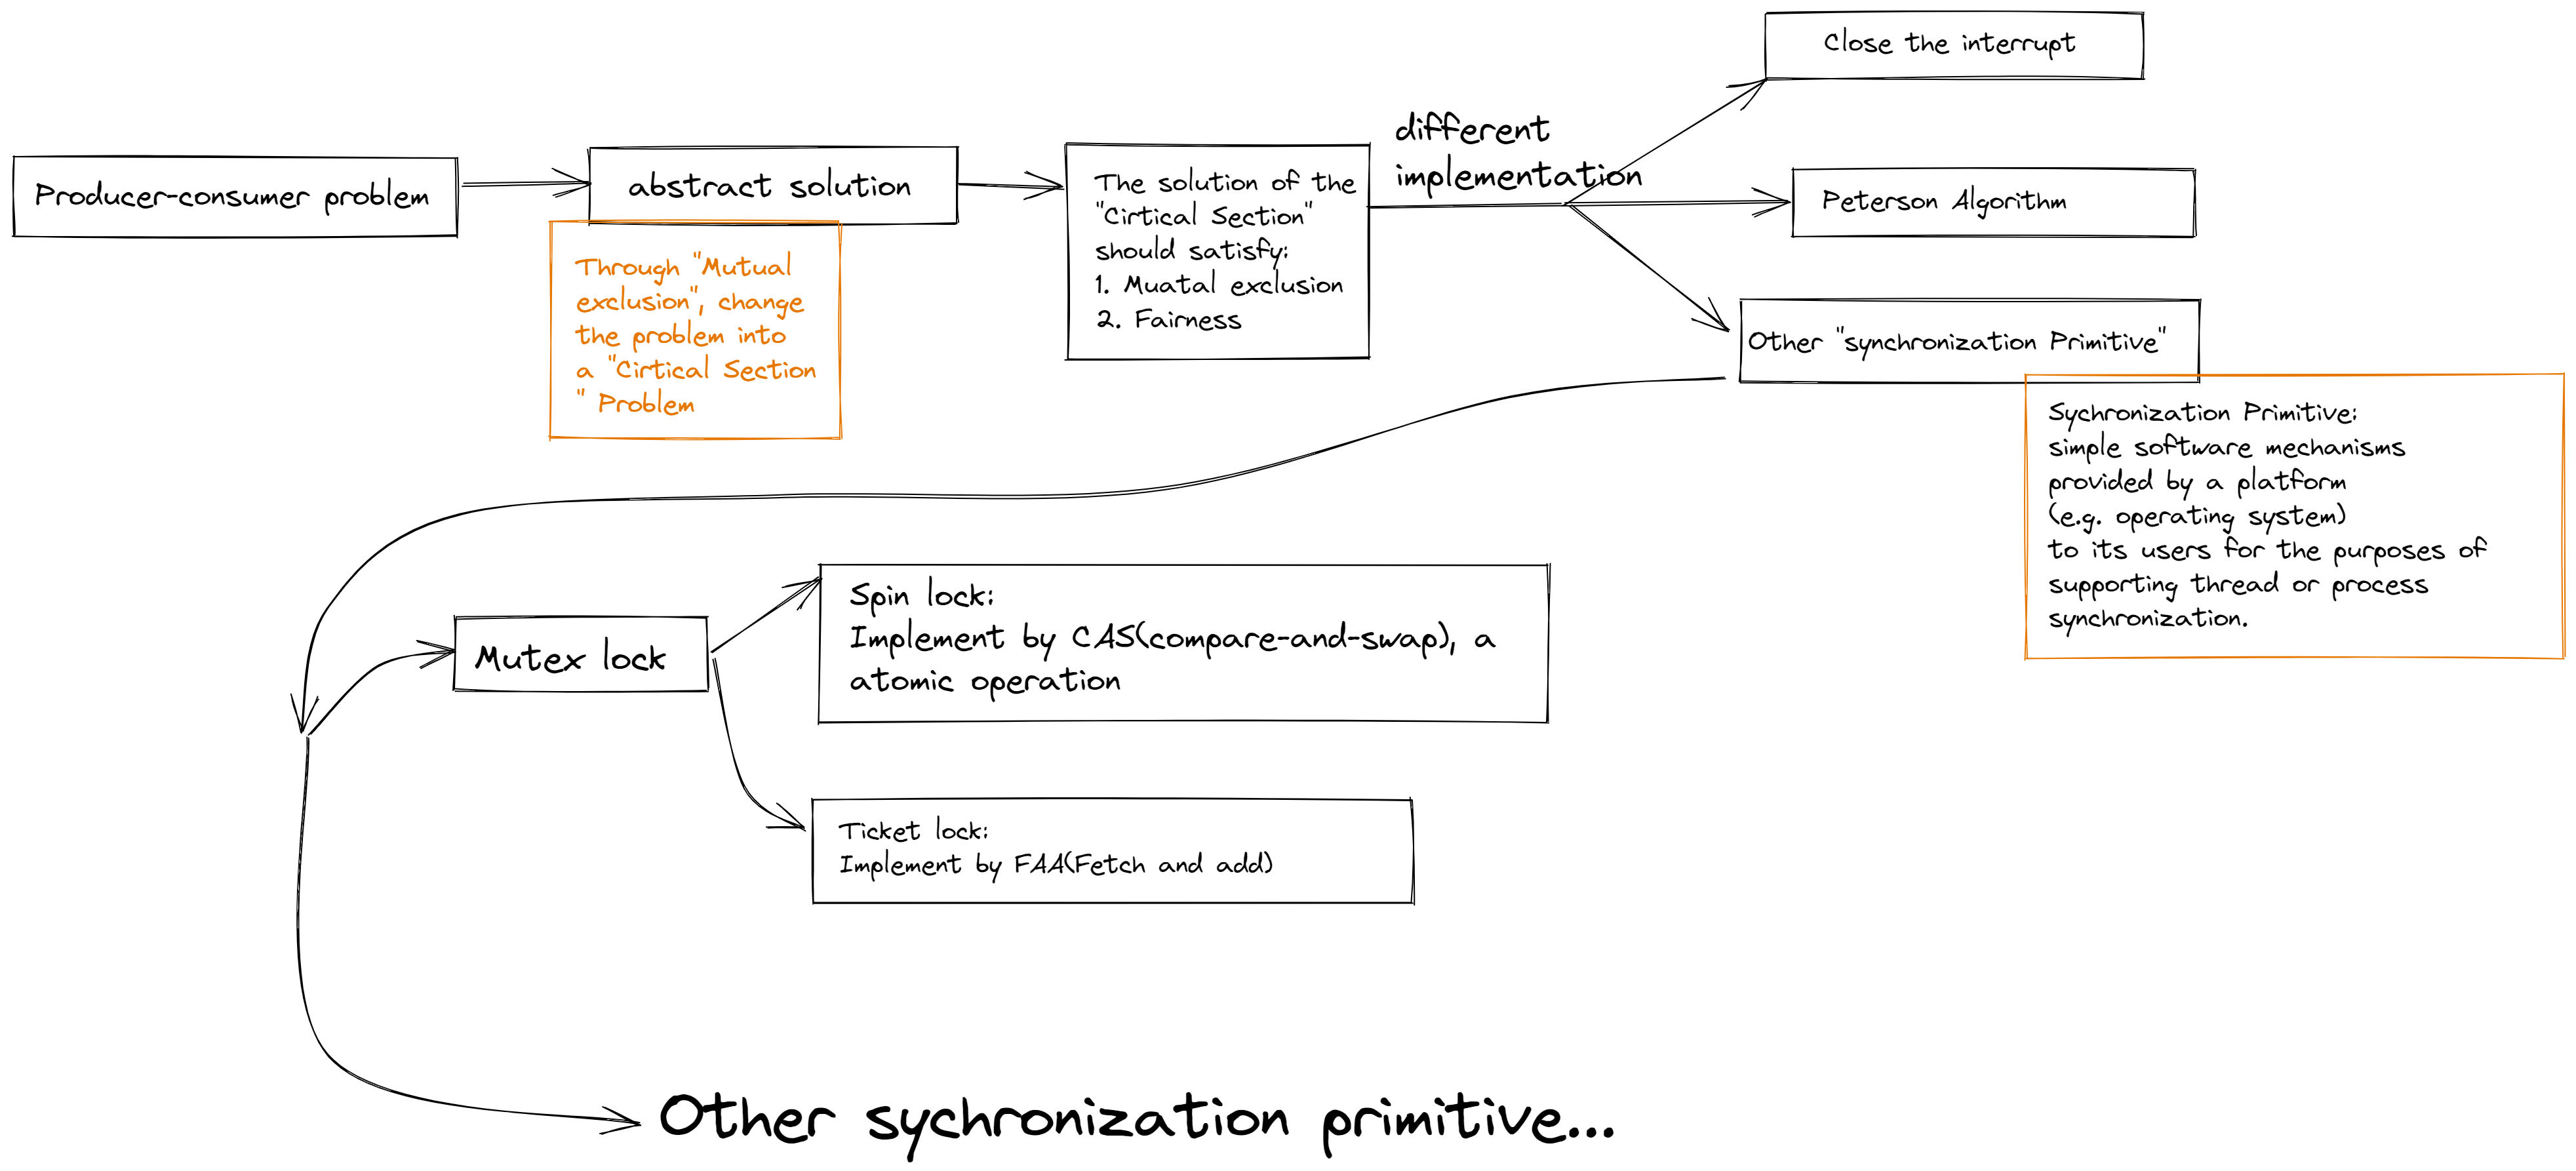 Close the interrupt
different
implementation
Producer-consumer problem
abstract solution
The solution of the
"Cirtical Section"
should satisfy:
1. Muatal exclusion
2. Fairness
Peterson Algorithm
Through "Mutual
exclusion", change
the problem into
a "Cirtical Section
" Problem
Other "synchronization Primitive"
Sychronization Primitive:
simple software mechanisms
provided by a platform
(e.g. operating system)
to its users for the purposes of
supporting thread or process
synchronization.
Mutex lock
Spin lock:
Implement by CAS(compare-and-swap), a
atomic operation
Ticket lock:
Implement by FAA(Fetch and add)
Other sychronization primitive...